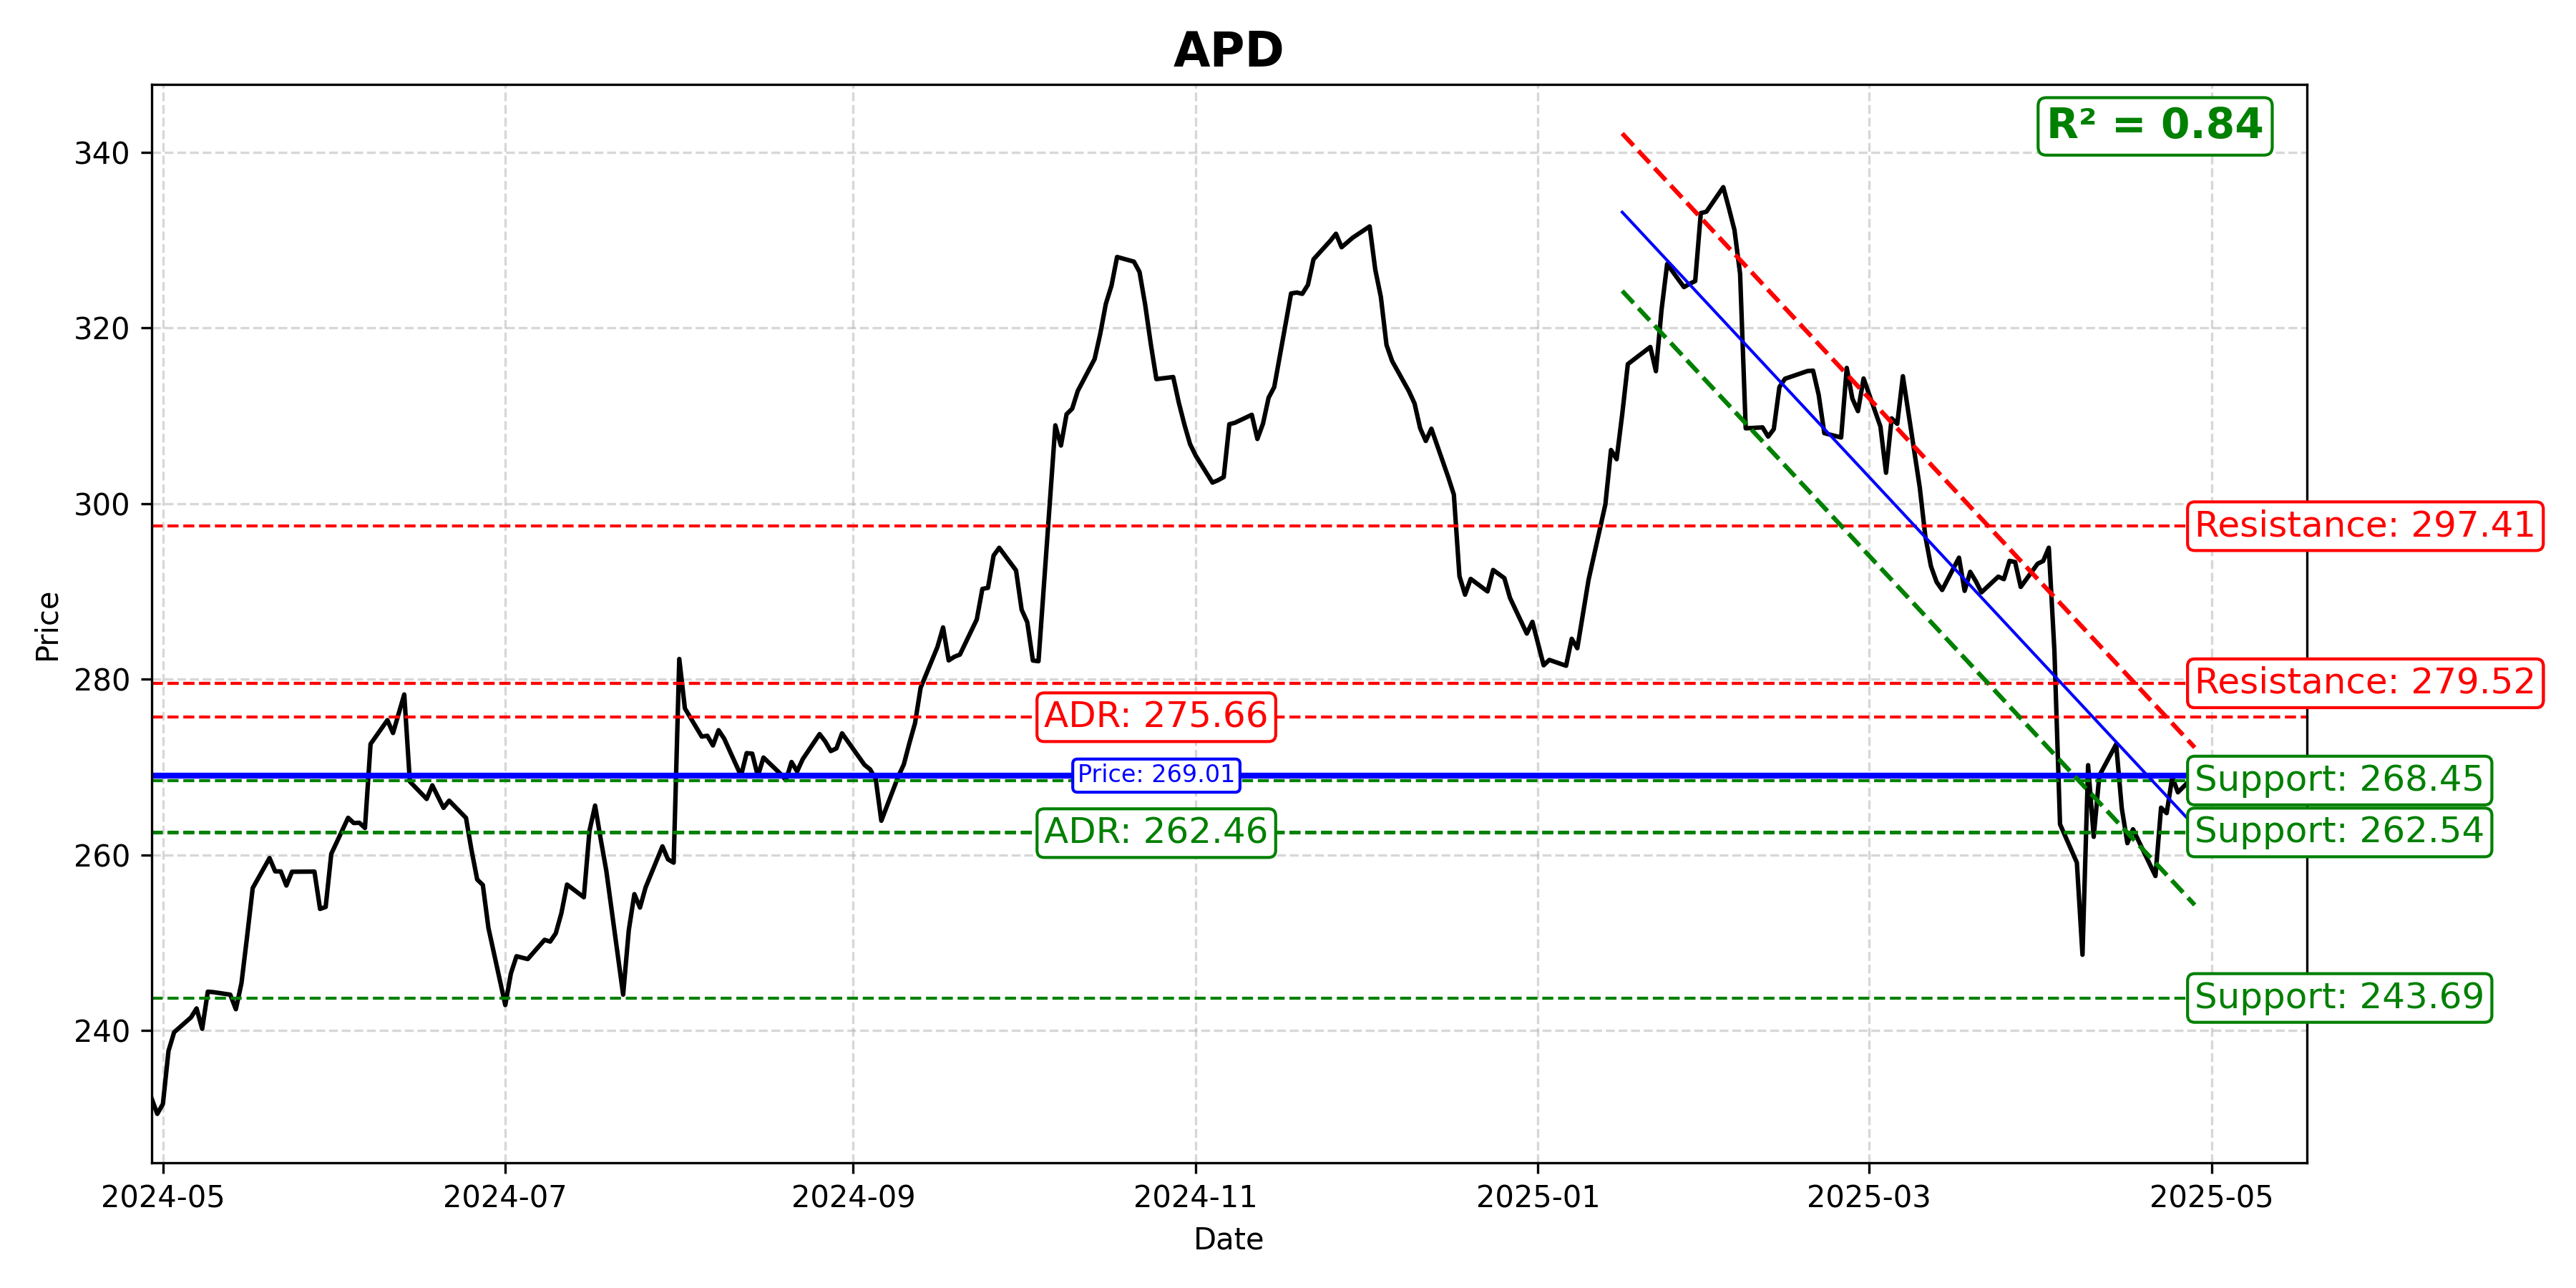 APD
R² = 0.84
340
320
300
280
260
240
Price
Resistance: 297.41
Resistance: 279.52
ADR: 275.66
Price: 269.01
Support: 268.45
ADR: 262.46
Support: 262.54
Support: 243.69
2024-05
2024-07
2024-09
2024-11
2025-01
2025-03
2025-05
Date